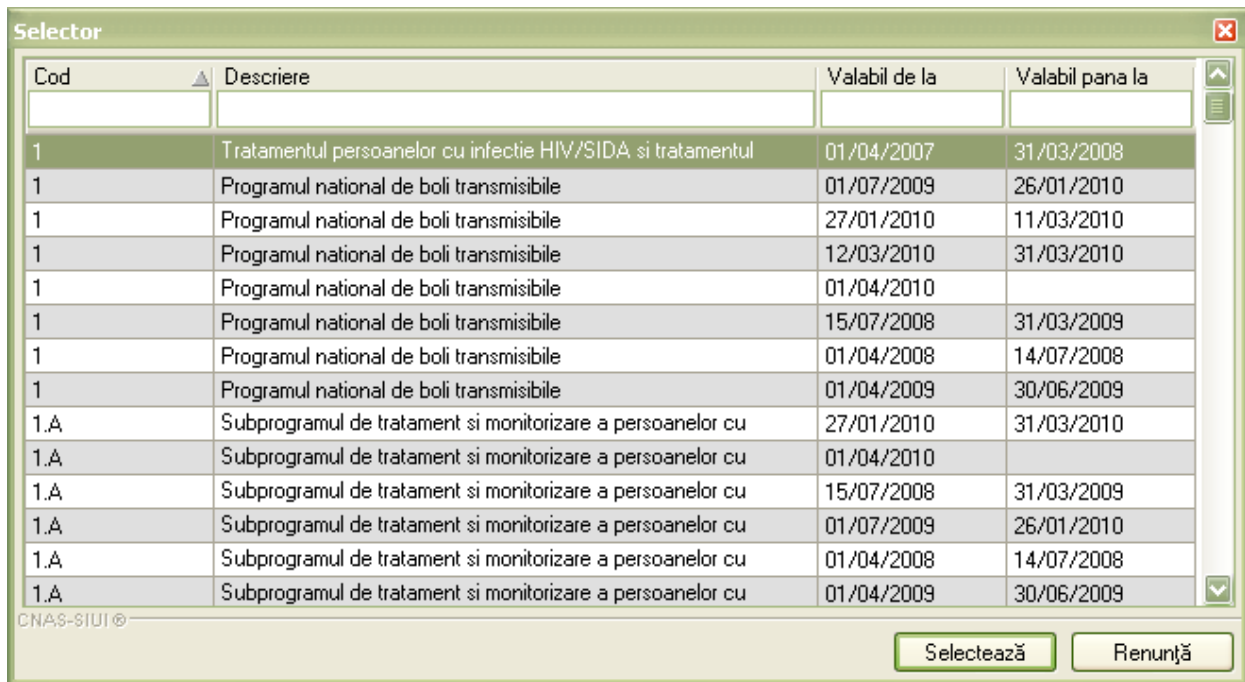 Selector
Cod Descriere Valabil de la Valabil pana la
1 Tratamentul persoanelor cu infectie HIV/SIDA si tratamentul 01/04/2007 31/03/2008
1 Programul national de boli transmisibile 01/07/2009 26/01/2010
1 Programul national de boli transmisibile 27/01/2010 11/03/2010
1 Programul national de boli transmisibile 12/03/2010 31/03/2010
1 Programul national de boli transmisibile 01/04/2010
1 Programul national de boli transmisibile 15/07/2008 31/03/2009
1 Programul national de boli transmisibile 01/04/2008 14/07/2008
1 Programul national de boli transmisibile 01/04/2009 30/06/2009
1.A Subprogramul de tratament si monitorizare a persoanelor cu 27/01/2010 31/03/2010
1.A Subprogramul de tratament si monitorizare a persoanelor cu 01/04/2010
1.A Subprogramul de tratament si monitorizare a persoanelor cu 15/07/2008 31/03/2009
1.A Subprogramul de tratament si monitorizare a persoanelor cu 01/07/2009 26/01/2010
1.A Subprogramul de tratament si monitorizare a persoanelor cu 01/04/2008 14/07/2008
1.A Subprogramul de tratament si monitorizare a persoanelor cu 01/04/2009 30/06/2009
CNAS-SIUI ®
Selectează Renunţă